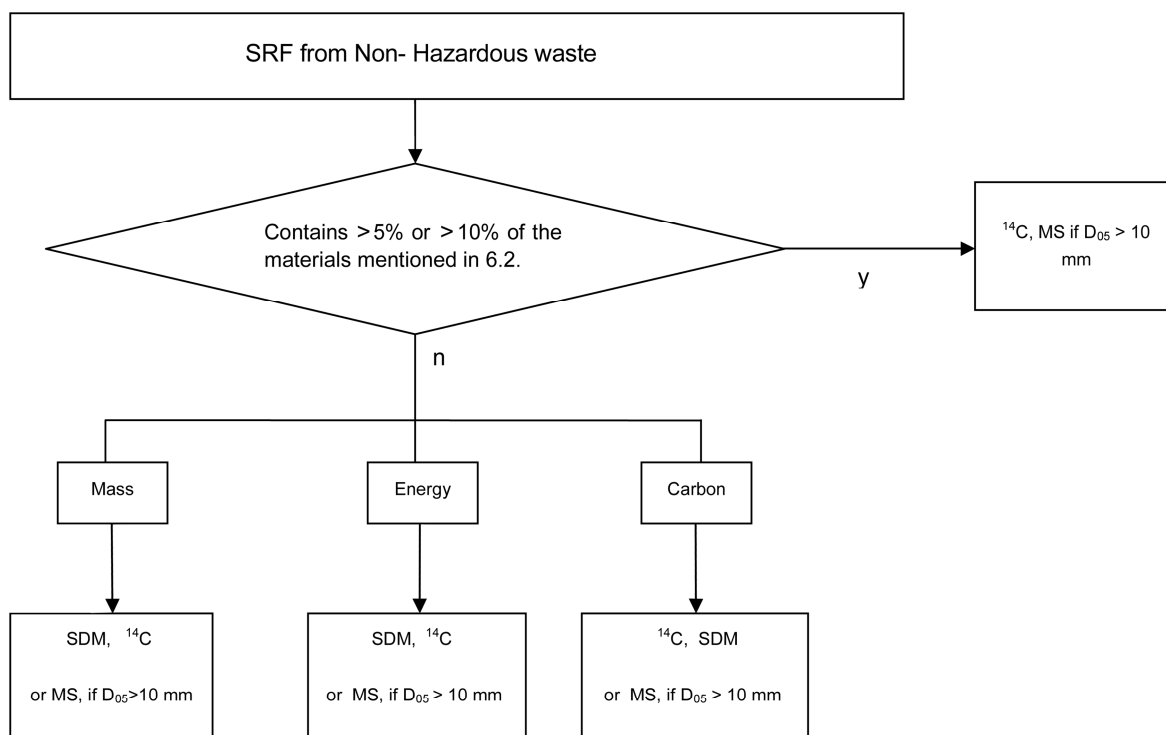 SRF from Non- Hazardous waste
Contains >5% or >10% of the
materials mentioned in 6.2.
y
¹⁴C, MS if D₀₅ > 10
mm
n
Mass
Energy
Carbon
SDM, ¹⁴C
or MS, if D₀₅>10 mm
SDM, ¹⁴C
or MS, if D₀₅ > 10 mm
¹⁴C, SDM
or MS, if D₀₅ > 10 mm